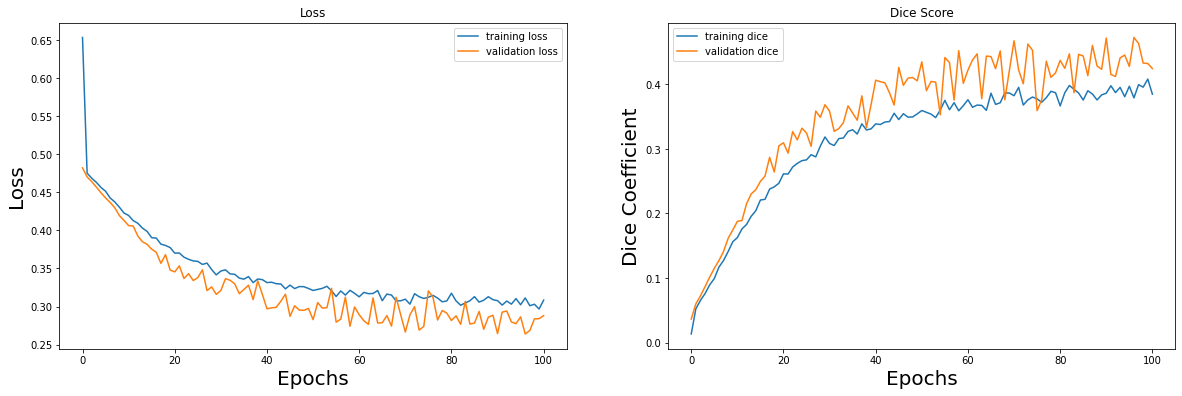 Loss
training loss
validation loss
0.65
0.60
0.55
0.50
0.45
0.40
0.35
0.30
0.25
Loss
0
20
40
60
80
100
Epochs
Dice Score
training dice
validation dice
0.4
0.3
0.2
0.1
0.0
Dice Coefficient
0
20
40
60
80
100
Epochs